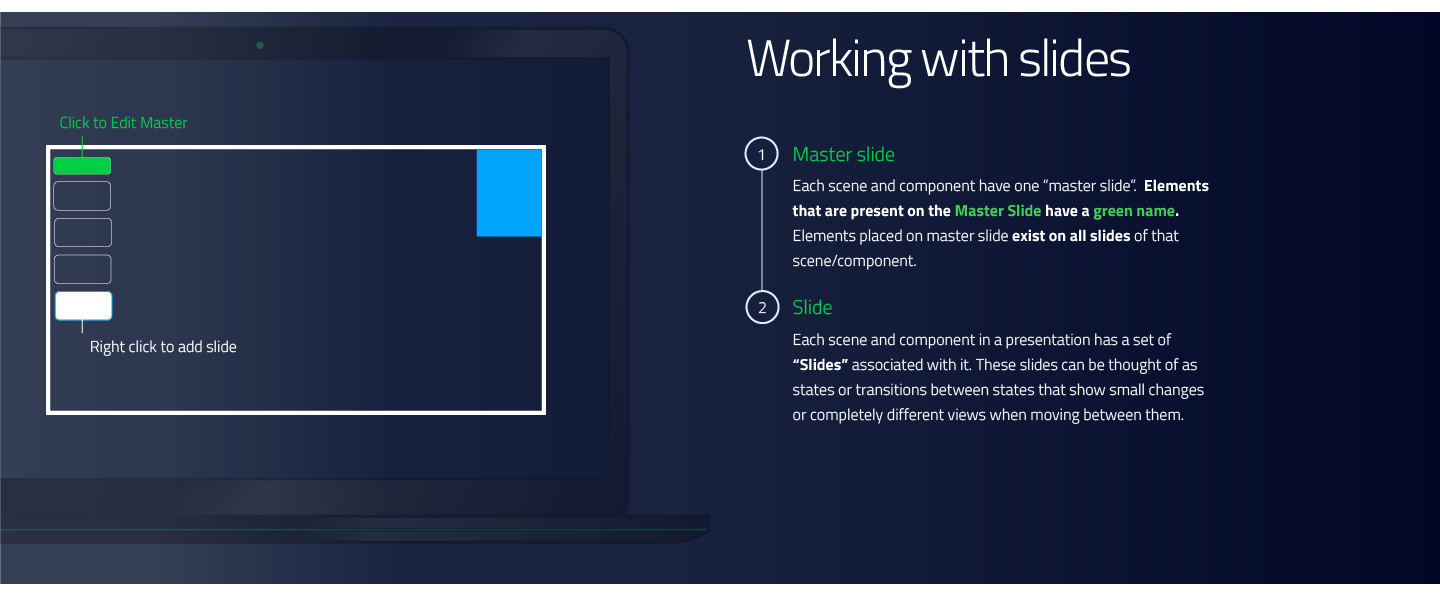 Working with slides
Click to Edit Master
Right click to add slide
1
Master slide
Each scene and component have one “master slide”. Elements
that are present on the Master Slide have a green name.
Elements placed on master slide exist on all slides of that
scene/component.
2
Slide
Each scene and component in a presentation has a set of
“Slides” associated with it. These slides can be thought of as
states or transitions between states that show small changes
or completely different views when moving between them.